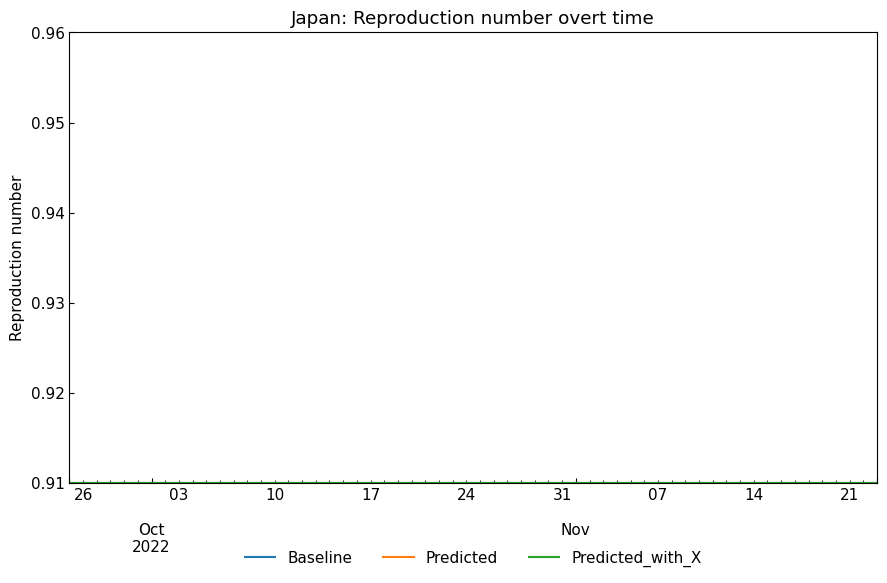 Japan: Reproduction number overt time
0.96
0.95
0.94
0.93
0.92
0.91
Reproduction number
26 03 10 17 24 31 07 14 21
Oct Nov
2022
Baseline Predicted Predicted_with_X